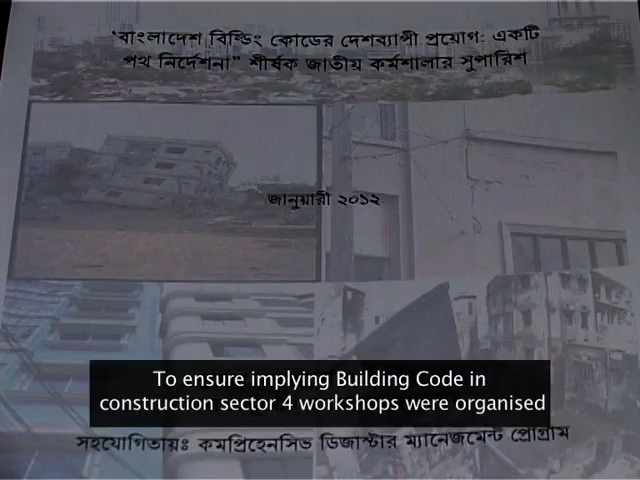 'বাংলাদেশ বিল্ডিং কোডের দেশব্যাপী প্রয়োগ: একটি
পথ নির্দেশনা" শীর্ষক জাতীয় কর্মশালার সুপারিশ
জানুয়ারী ২০১২
To ensure implying Building Code in
construction sector 4 workshops were organised
সহযোগিতায়ঃ কমপ্রিহেনসিভ ডিজাস্টার ম্যানেজমেন্ট প্রোগ্রাম